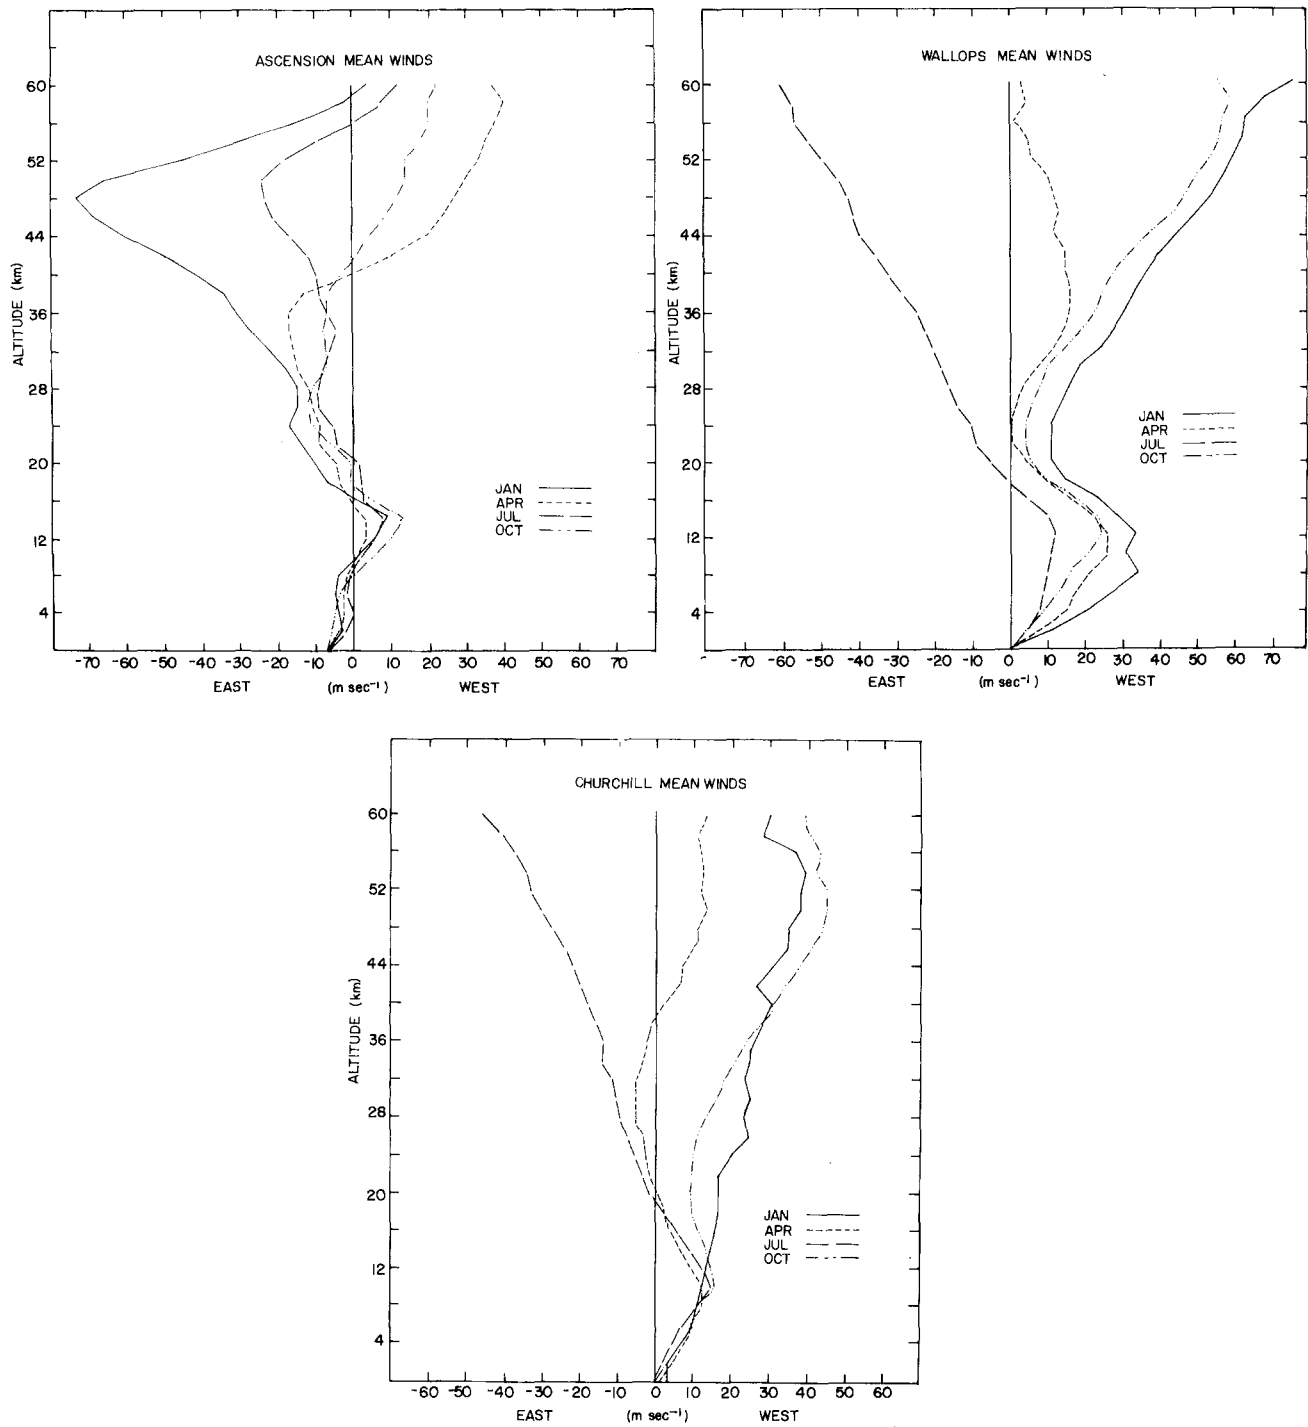 ASCENSION MEAN WINDS
60
52
44
36
28
20
12
4
ALTITUDE (km)
JAN
APR
JUL
OCT
-70 -60 -50 -40 -30 -20 -10 0 10 20 30 40 50 60 70
EAST (m sec⁻¹) WEST
WALLOPS MEAN WINDS
60
52
44
36
28
20
12
4
ALTITUDE (km)
JAN
APR
JUL
OCT
-70 -60 -50 -40 -30 -20 -10 0 10 20 30 40 50 60 70
EAST (m sec⁻¹) WEST
CHURCHILL MEAN WINDS
60
52
44
36
28
20
12
4
ALTITUDE (km)
JAN
APR
JUL
OCT
-60 -50 -40 -30 -20 -10 0 10 20 30 40 50 60
EAST (m sec⁻¹) WEST